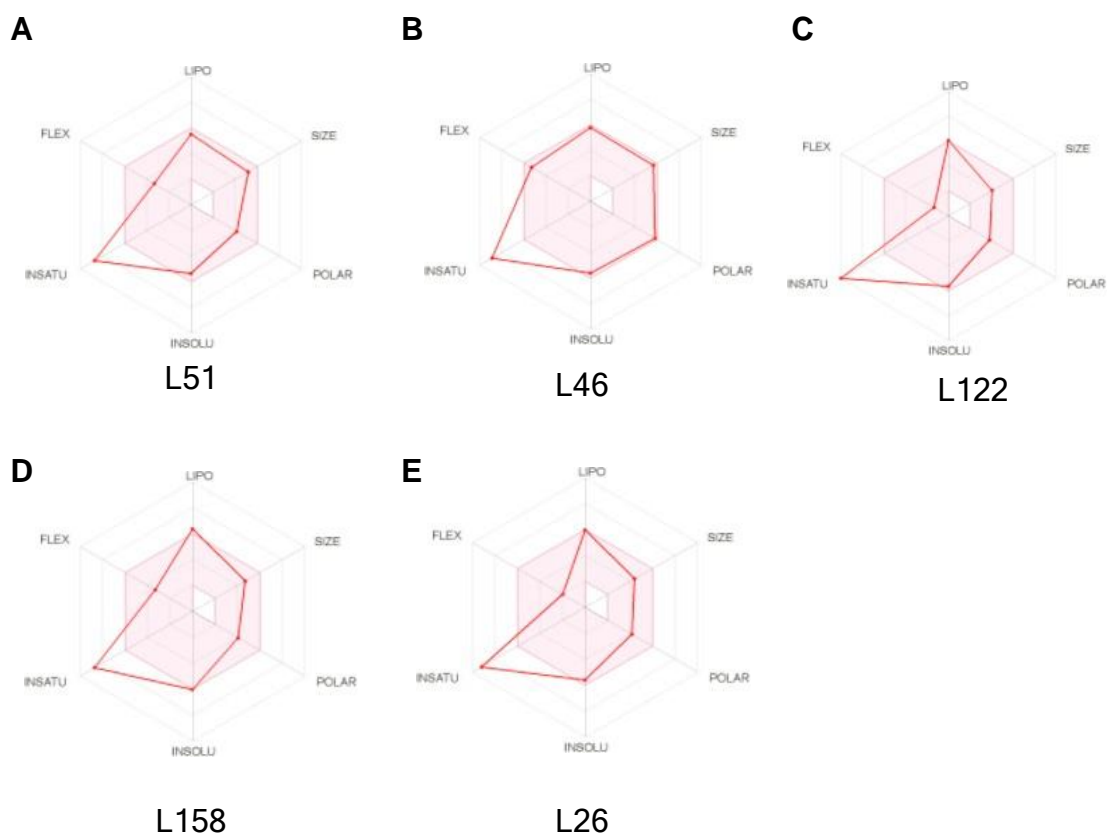 A
LIPO
FLEX
SIZE
INSATU
POLAR
INSOLU
L51
B
LIPO
FLEX
SIZE
INSATU
POLAR
INSOLU
L46
C
LIPO
FLEX
SIZE
INSATU
POLAR
INSOLU
L122
D
LIPO
FLEX
SIZE
INSATU
POLAR
INSOLU
L158
E
LIPO
FLEX
SIZE
INSATU
POLAR
INSOLU
L26